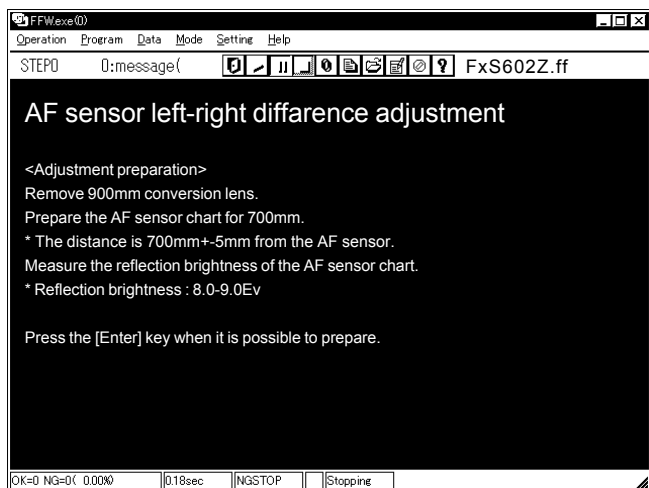 FFW.exe(0)
Operation Program Data Mode Setting Help
STEP0 0:message( FxS602Z.ff
AF sensor left-right diffarence adjustment
<Adjustment preparation>
Remove 900mm conversion lens.
Prepare the AF sensor chart for 700mm.
* The distance is 700mm+-5mm from the AF sensor.
Measure the reflection brightness of the AF sensor chart.
* Reflection brightness : 8.0-9.0Ev
Press the [Enter] key when it is possible to prepare.
OK=0 NG=0( 0.00%) 0.18sec NGSTOP Stopping